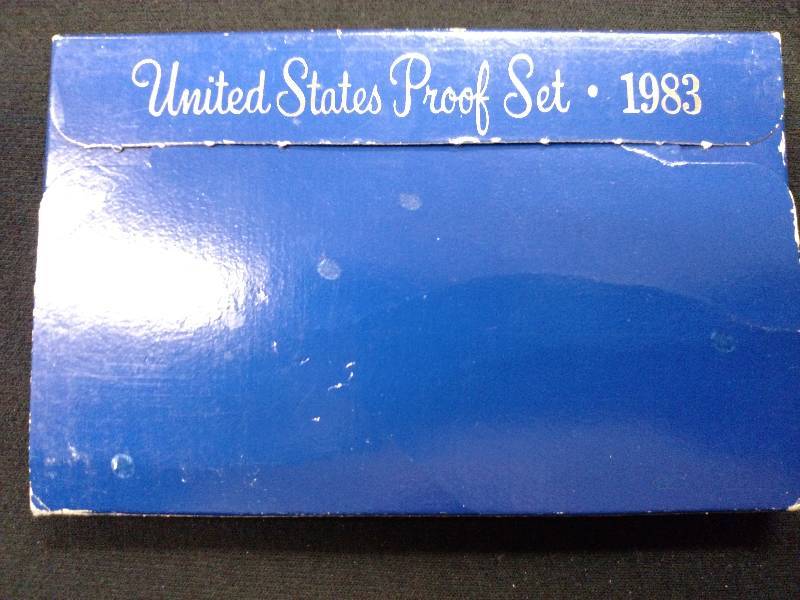 United States Proof Set • 1983